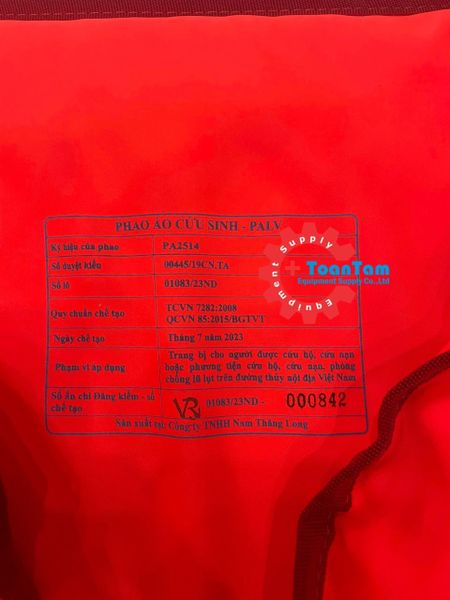 PHAO ÁO CỨU SINH - PALV
Ký hiệu của phao PA2514
Số duyệt kiểu 00445/19CN.TA
Số lô 01083/23ND
Quy chuẩn chế tạo TCVN 7282:2008
QCVN 85:2015/BGTVT
Ngày chế tạo Tháng 7 năm 2023
Phạm vi áp dụng Trang bị cho người được cứu hộ, cứu nạn
hoặc phương tiện cứu hộ, cứu nạn, phòng
chống lũ lụt trên đường thủy nội địa Việt Nam
Số ấn chỉ Đăng kiểm - số
chế tạo VR 01083/23ND - 000842
Sản xuất tại: Công ty TNHH Nam Thăng Long
Equipment Supply
ToanTam
Equipment Supply Co.,Ltd